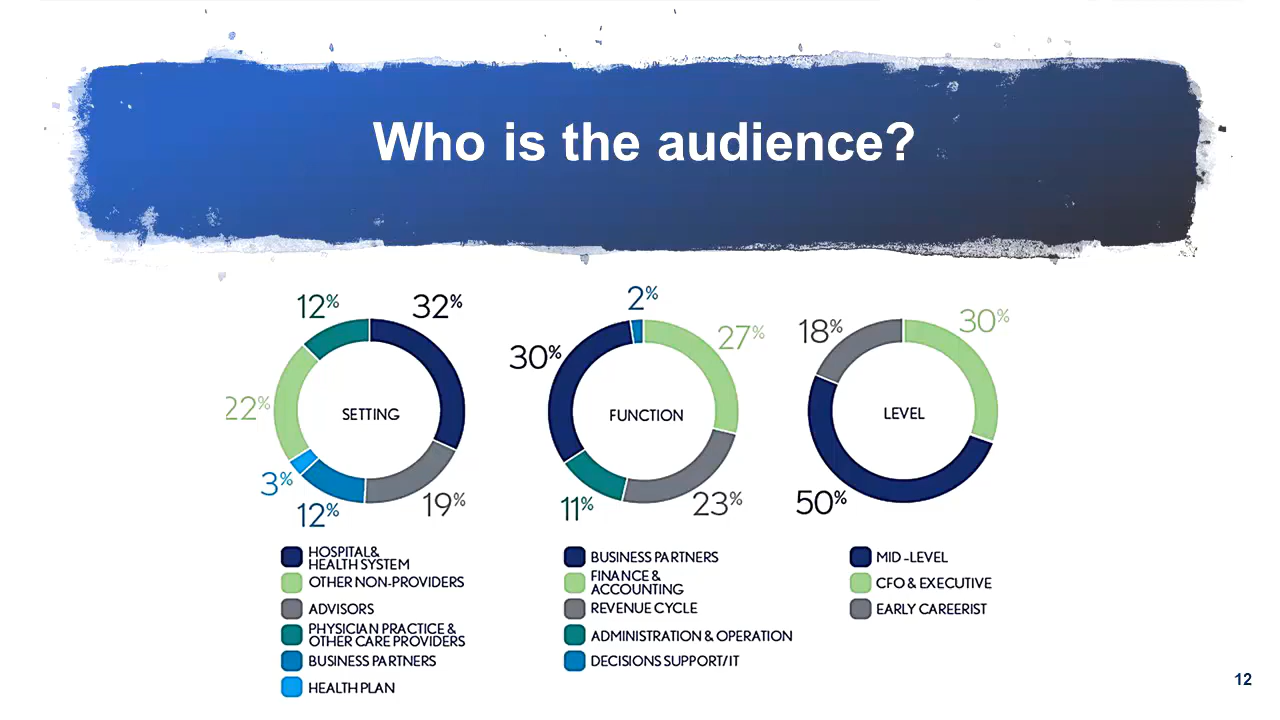 Who is the audience?
12%
32%
22%
SETTING
3%
12%
19%
2%
30%
27%
FUNCTION
11%
23%
18%
30%
LEVEL
50%
HOSPITAL &
HEALTH SYSTEM
OTHER NON-PROVIDERS
ADVISORS
PHYSICIAN PRACTICE &
OTHER CARE PROVIDERS
BUSINESS PARTNERS
HEALTH PLAN
BUSINESS PARTNERS
FINANCE &
ACCOUNTING
REVENUE CYCLE
ADMINISTRATION & OPERATION
DECISIONS SUPPORT/IT
MID -LEVEL
CFO & EXECUTIVE
EARLY CAREERIST
12